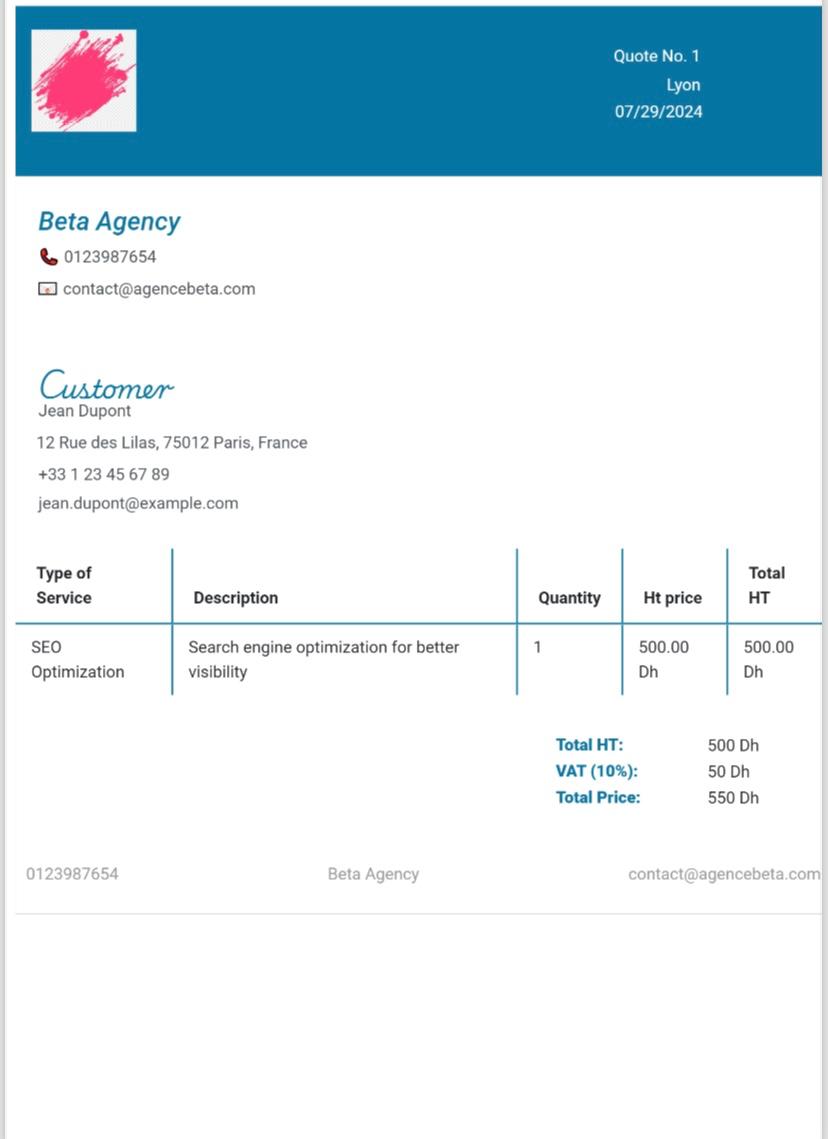 Quote No. 1
Lyon
07/29/2024
Beta Agency
0123987654
contact@agencebeta.com
Customer
Jean Dupont
12 Rue des Lilas, 75012 Paris, France
+33 1 23 45 67 89
jean.dupont@example.com
Type of Service Description Quantity Ht price Total HT
SEO Optimization Search engine optimization for better visibility 1 500.00 Dh 500.00 Dh
Total HT: 500 Dh
VAT (10%): 50 Dh
Total Price: 550 Dh
0123987654 Beta Agency contact@agencebeta.com